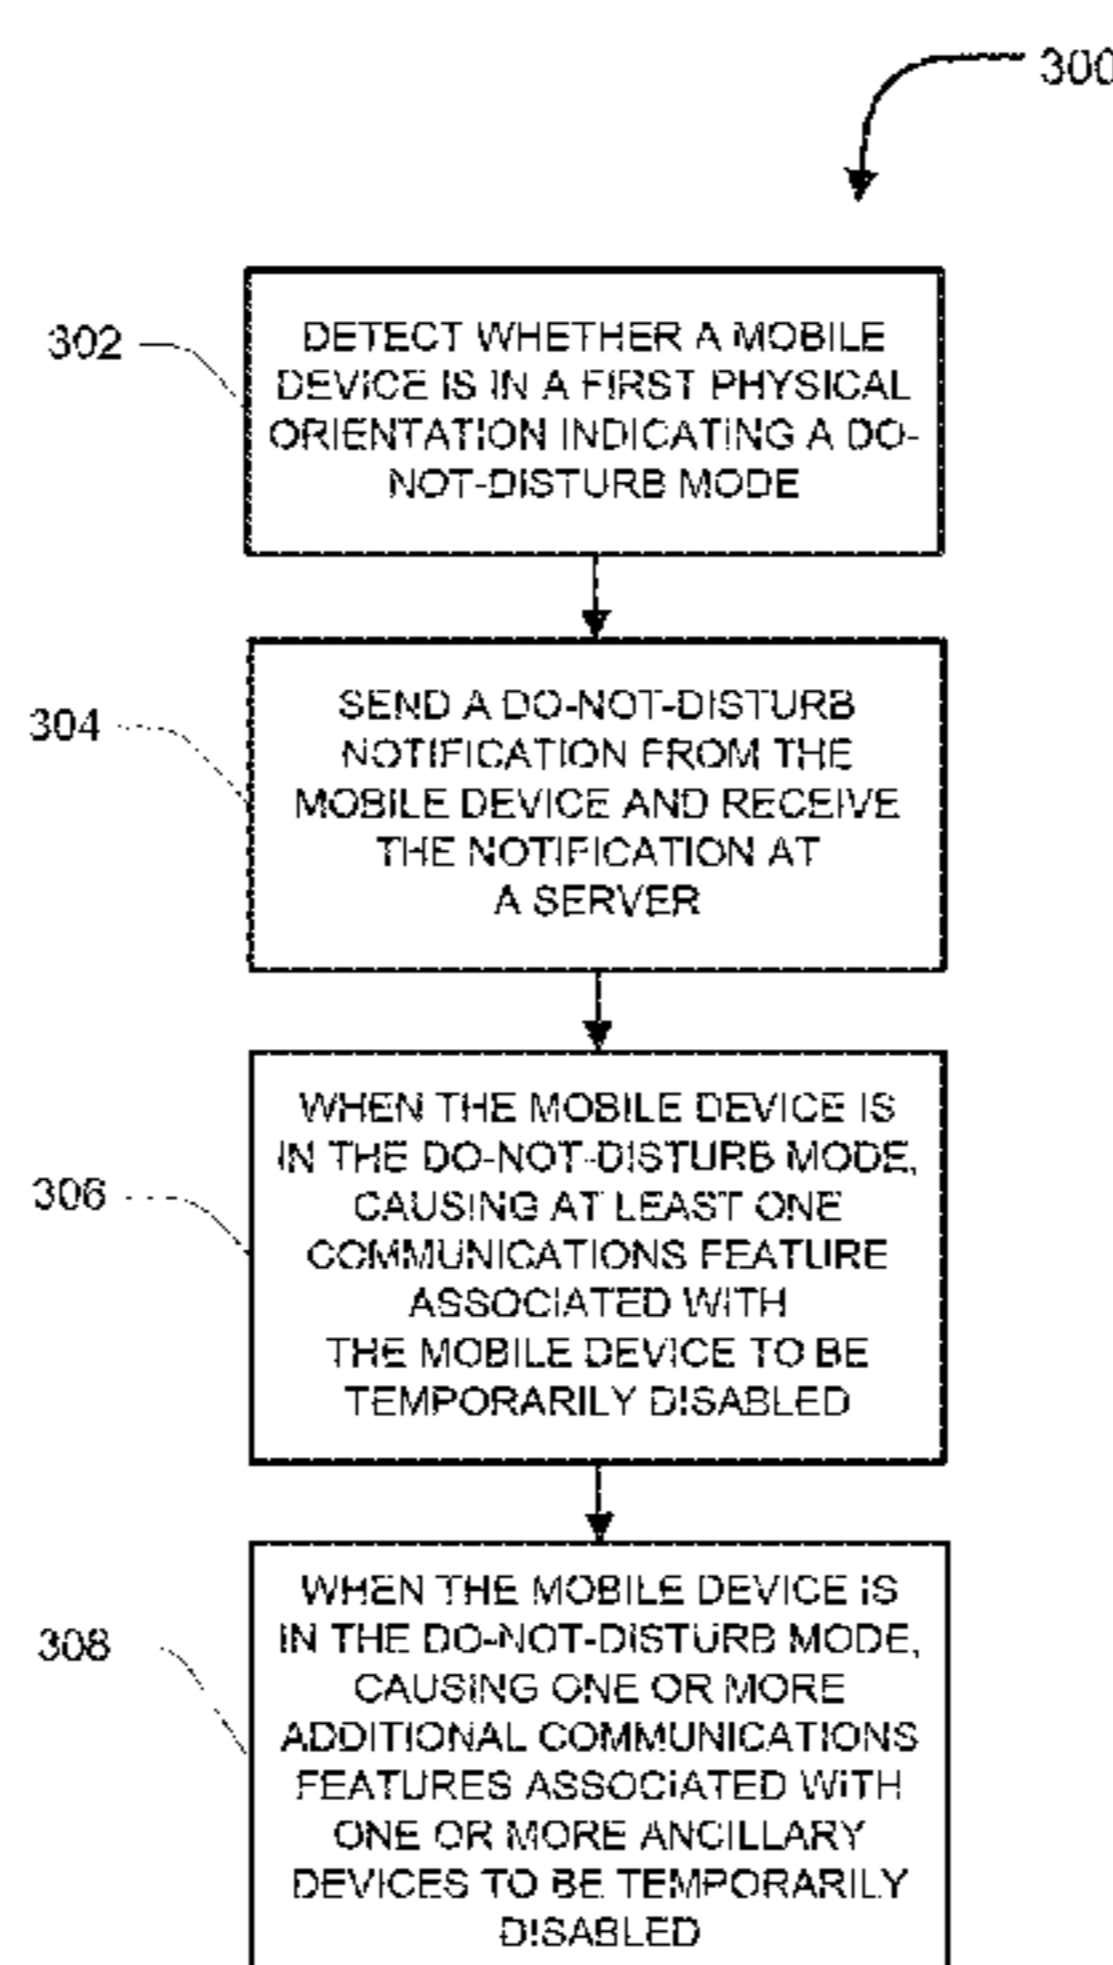 300
302
DETECT WHETHER A MOBILE
DEVICE IS IN A FIRST PHYSICAL
ORIENTATION INDICATING A DO-
NOT-DISTURB MODE
304
SEND A DO-NOT-DISTURB
NOTIFICATION FROM THE
MOBILE DEVICE AND RECEIVE
THE NOTIFICATION AT
A SERVER
306
WHEN THE MOBILE DEVICE IS
IN THE DO-NOT-DISTURB MODE,
CAUSING AT LEAST ONE
COMMUNICATIONS FEATURE
ASSOCIATED WITH
THE MOBILE DEVICE TO BE
TEMPORARILY DISABLED
308
WHEN THE MOBILE DEVICE IS
IN THE DO-NOT-DISTURB MODE,
CAUSING ONE OR MORE
ADDITIONAL COMMUNICATIONS
FEATURES ASSOCIATED WITH
ONE OR MORE ANCILLARY
DEVICES TO BE TEMPORARILY
DISABLED